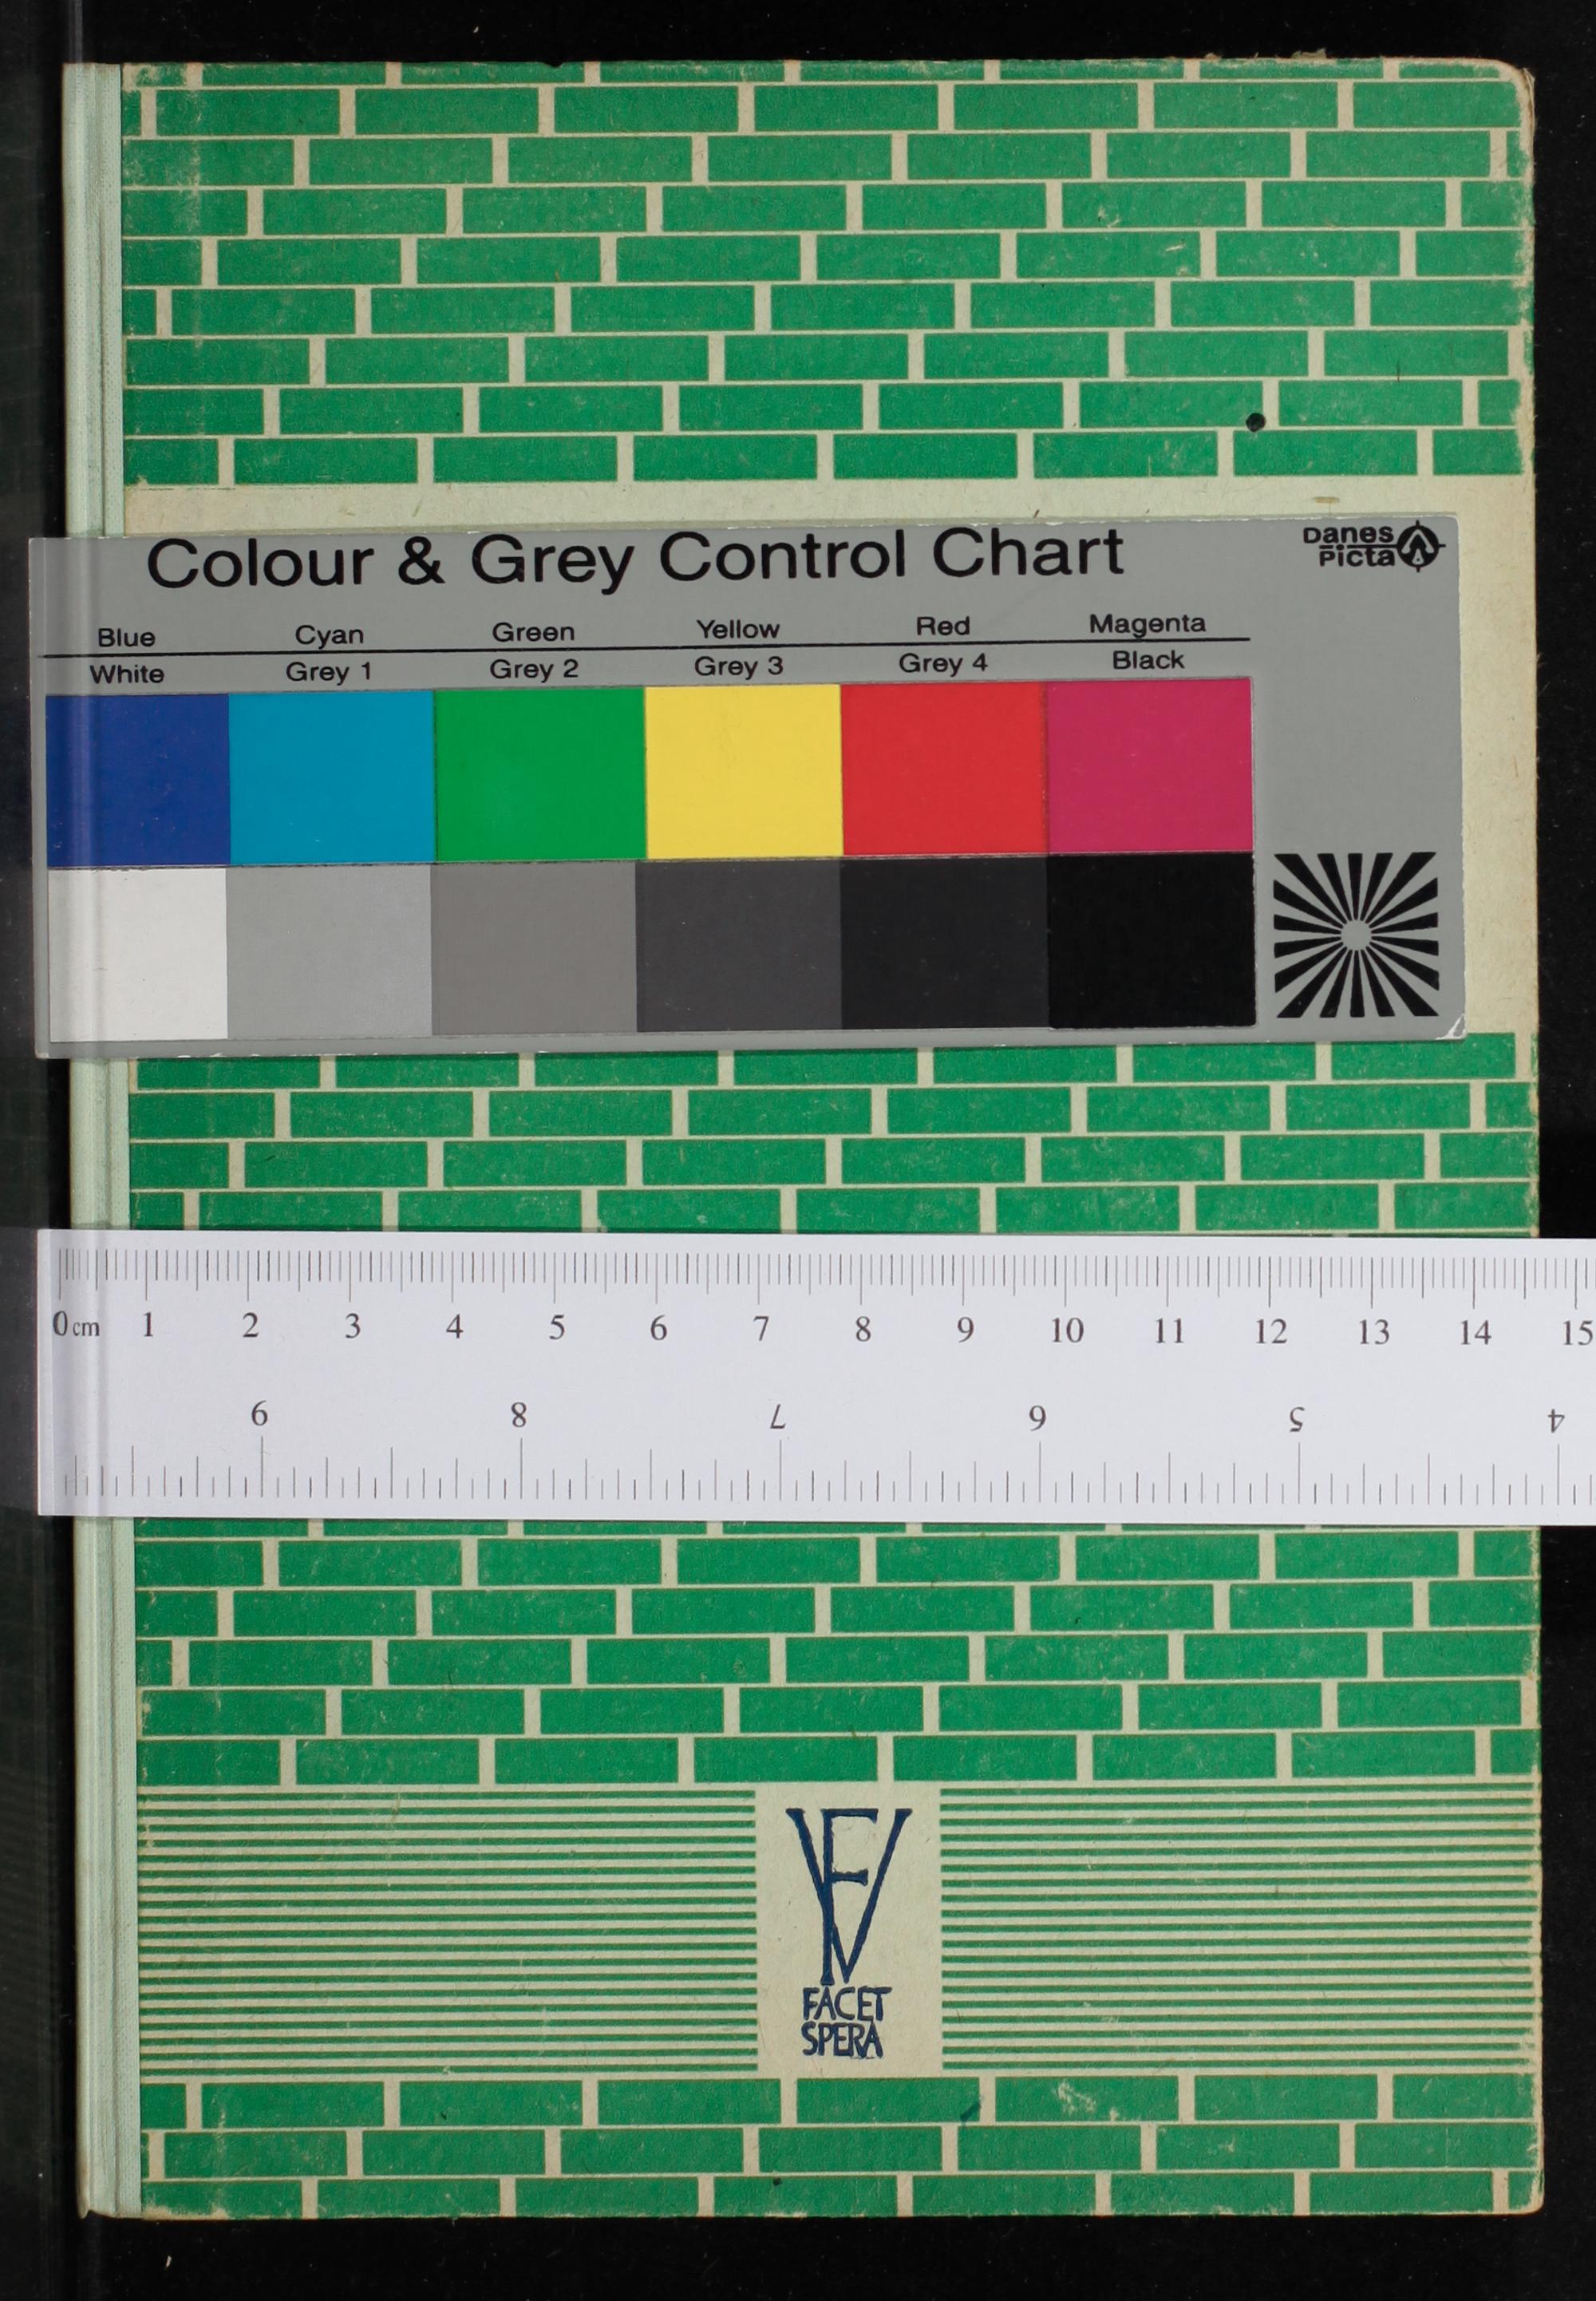 Colour & Grey Control Chart
Danes
Picta
Blue Cyan Green Yellow Red Magenta
White Grey 1 Grey 2 Grey 3 Grey 4 Black
0 cm 1 2 3 4 5 6 7 8 9 10 11 12 13 14 15
9 8 7 6 5 4
FV
FACET
SPERA